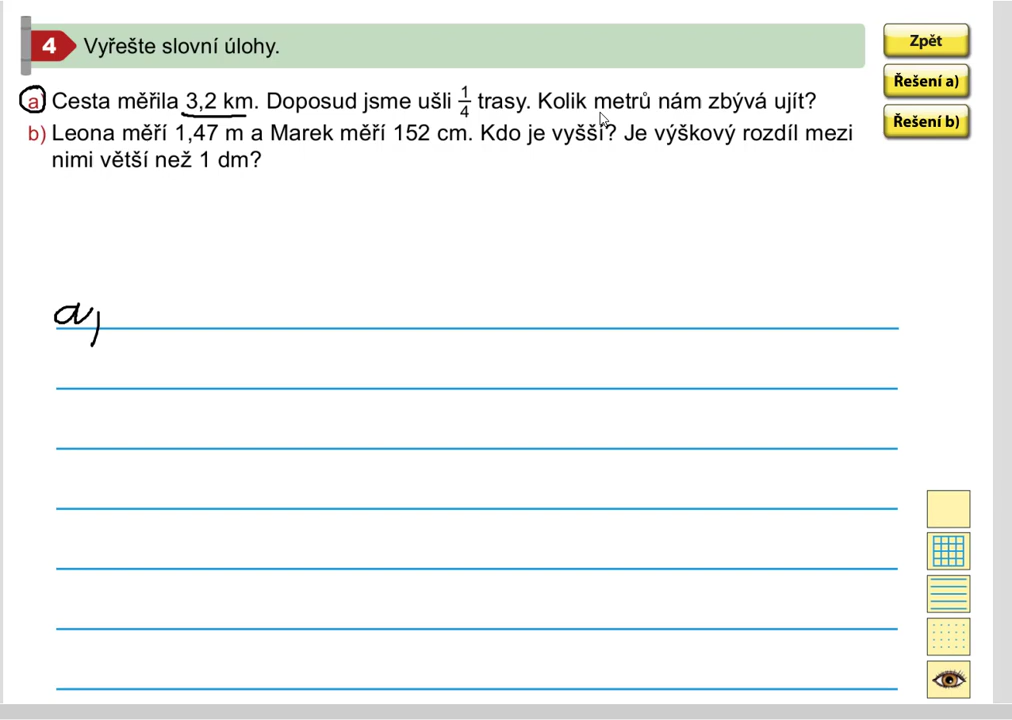 4 Vyřešte slovní úlohy.
Zpět
Řešení a)
Řešení b)
a) Cesta měřila 3,2 km. Doposud jsme ušli 1/4 trasy. Kolik metrů nám zbývá ujít?
b) Leona měří 1,47 m a Marek měří 152 cm. Kdo je vyšší? Je výškový rozdíl mezi
nimi větší než 1 dm?
a)